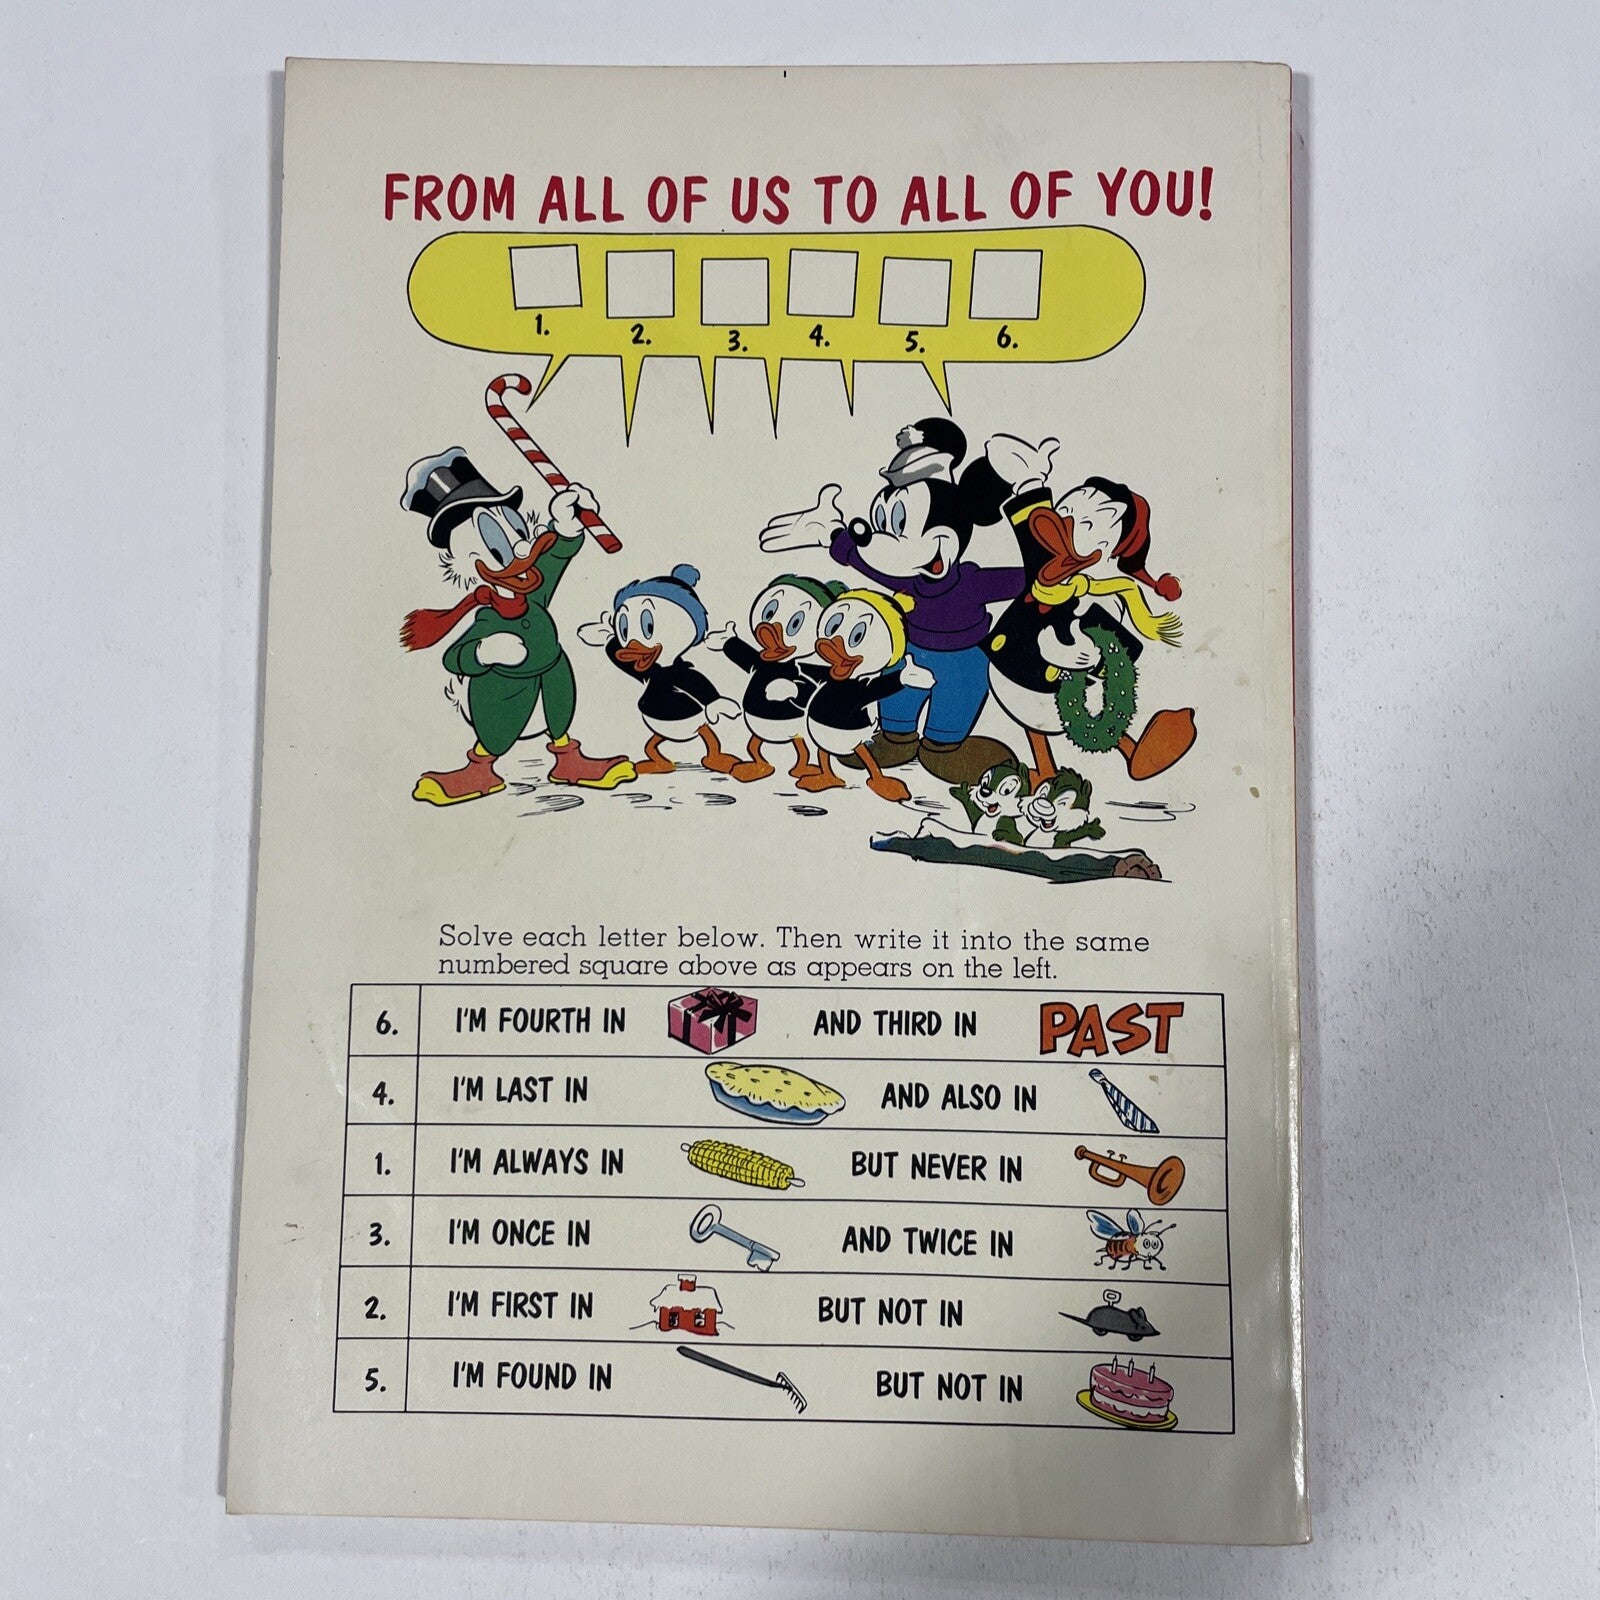 FROM ALL OF US TO ALL OF YOU!
1. 2. 3. 4. 5. 6.
Solve each letter below. Then write it into the same
numbered square above as appears on the left.
6. I'M FOURTH IN AND THIRD IN PAST
4. I'M LAST IN AND ALSO IN
1. I'M ALWAYS IN BUT NEVER IN
3. I'M ONCE IN AND TWICE IN
2. I'M FIRST IN BUT NOT IN
5. I'M FOUND IN BUT NOT IN